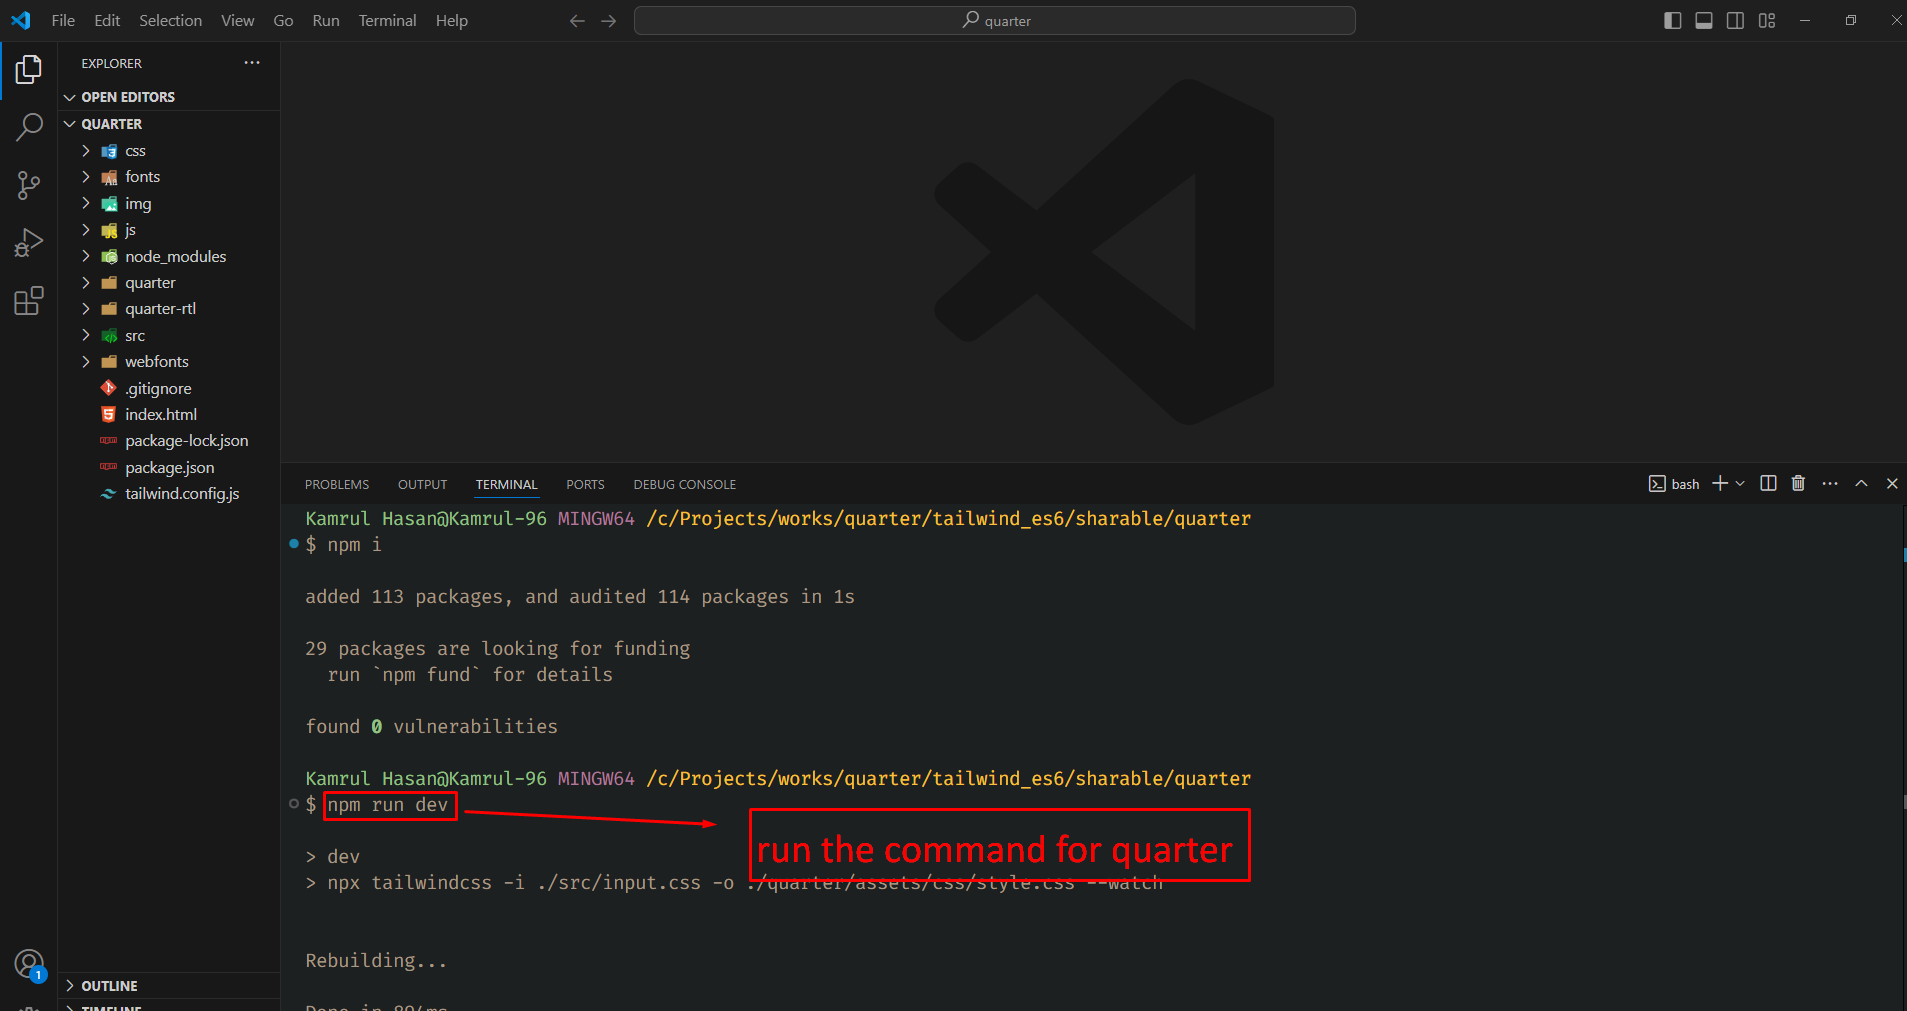 File Edit Selection View Go Run Terminal Help
quarter
EXPLORER
OPEN EDITORS
QUARTER
css
fonts
img
js
node_modules
quarter
quarter-rtl
src
webfonts
.gitignore
index.html
package-lock.json
package.json
tailwind.config.js
PROBLEMS OUTPUT TERMINAL PORTS DEBUG CONSOLE
bash
Kamrul Hasan@Kamrul-96 MINGW64 /c/Projects/works/quarter/tailwind_es6/sharable/quarter
$ npm i
added 113 packages, and audited 114 packages in 1s
29 packages are looking for funding
run `npm fund` for details
found 0 vulnerabilities
Kamrul Hasan@Kamrul-96 MINGW64 /c/Projects/works/quarter/tailwind_es6/sharable/quarter
$ npm run dev
run the command for quarter
> dev
> npx tailwindcss -i ./src/input.css -o ./quarter/assets/css/style.css --watch
Rebuilding...
Done in
1
OUTLINE
TIMELINE